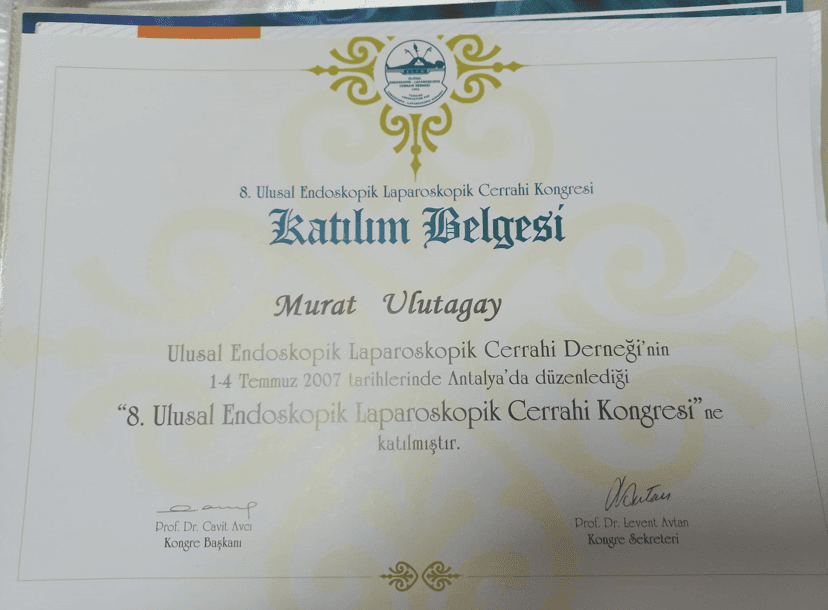 8. Ulusal Endoskopik Laparoskopik Cerrahi Kongresi
Katılım Belgesi
Murat Ulutagay
Ulusal Endoskopik Laparoskopik Cerrahi Derneği'nin
1-4 Temmuz 2007 tarihlerinde Antalya'da düzenlediği
“8. Ulusal Endoskopik Laparoskopik Cerrahi Kongresi”ne
katılmıştır.
Prof. Dr. Cavit Avcı
Kongre Başkanı
Prof. Dr. Levent Avtan
Kongre Sekreteri